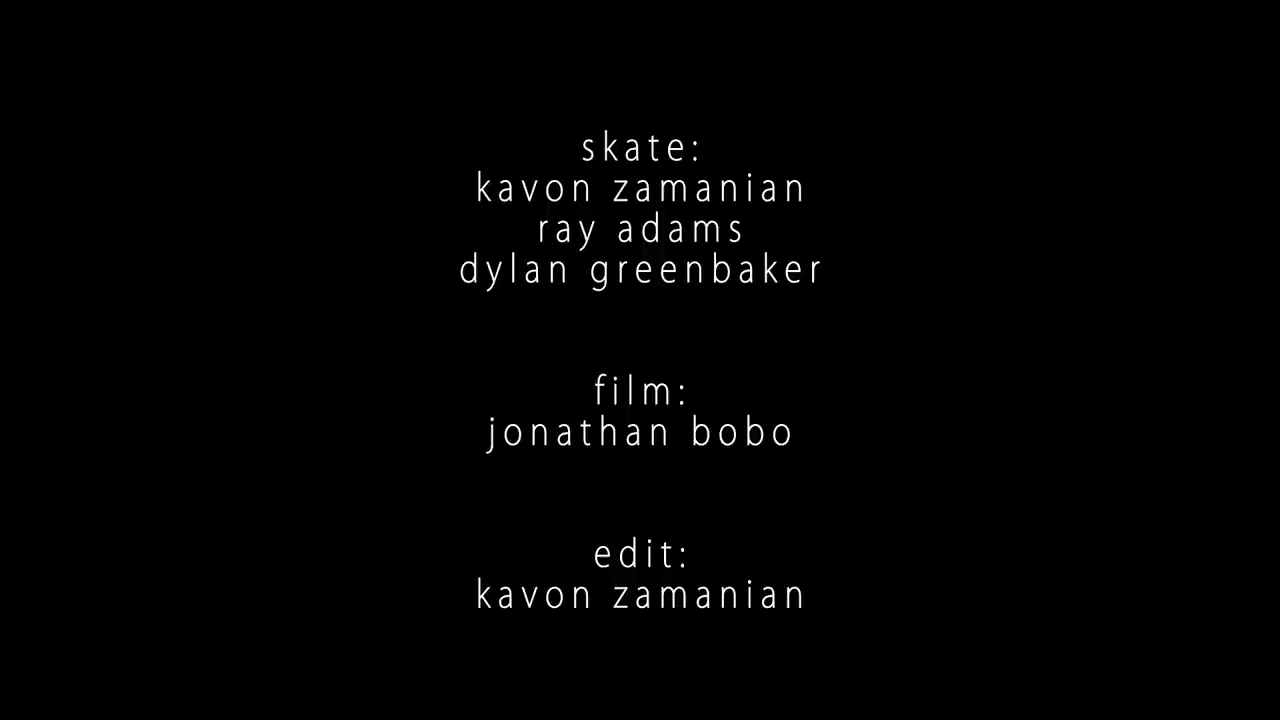 skate:
kavon zamanian
ray adams
dylan greenbaker
film:
jonathan bobo
edit:
kavon zamanian